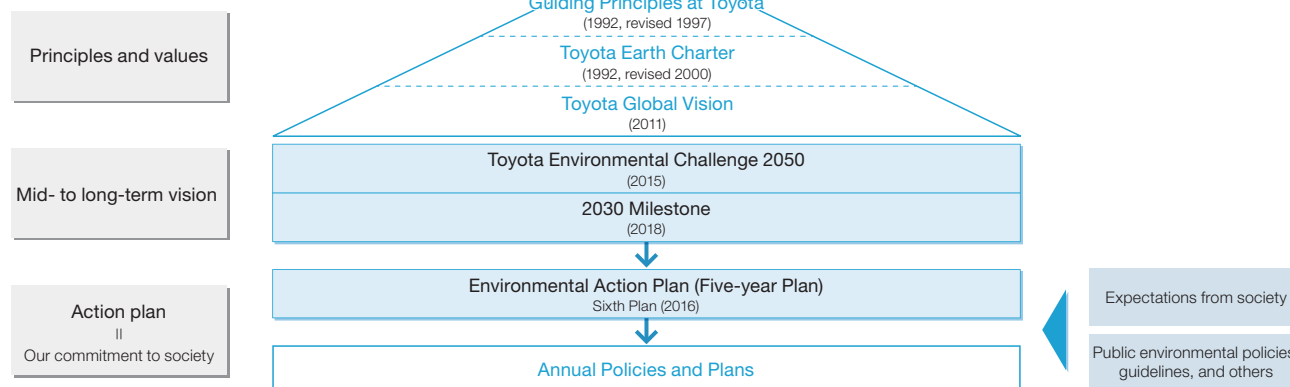 Guiding Principles at Toyota
(1992, revised 1997)
Principles and values
Toyota Earth Charter
(1992, revised 2000)
Toyota Global Vision
(2011)
Mid- to long-term vision
Toyota Environmental Challenge 2050
(2015)
2030 Milestone
(2018)
Action plan
=
Our commitment to society
Environmental Action Plan (Five-year Plan)
Sixth Plan (2016)
Annual Policies and Plans
Expectations from society
Public environmental policies
guidelines, and others